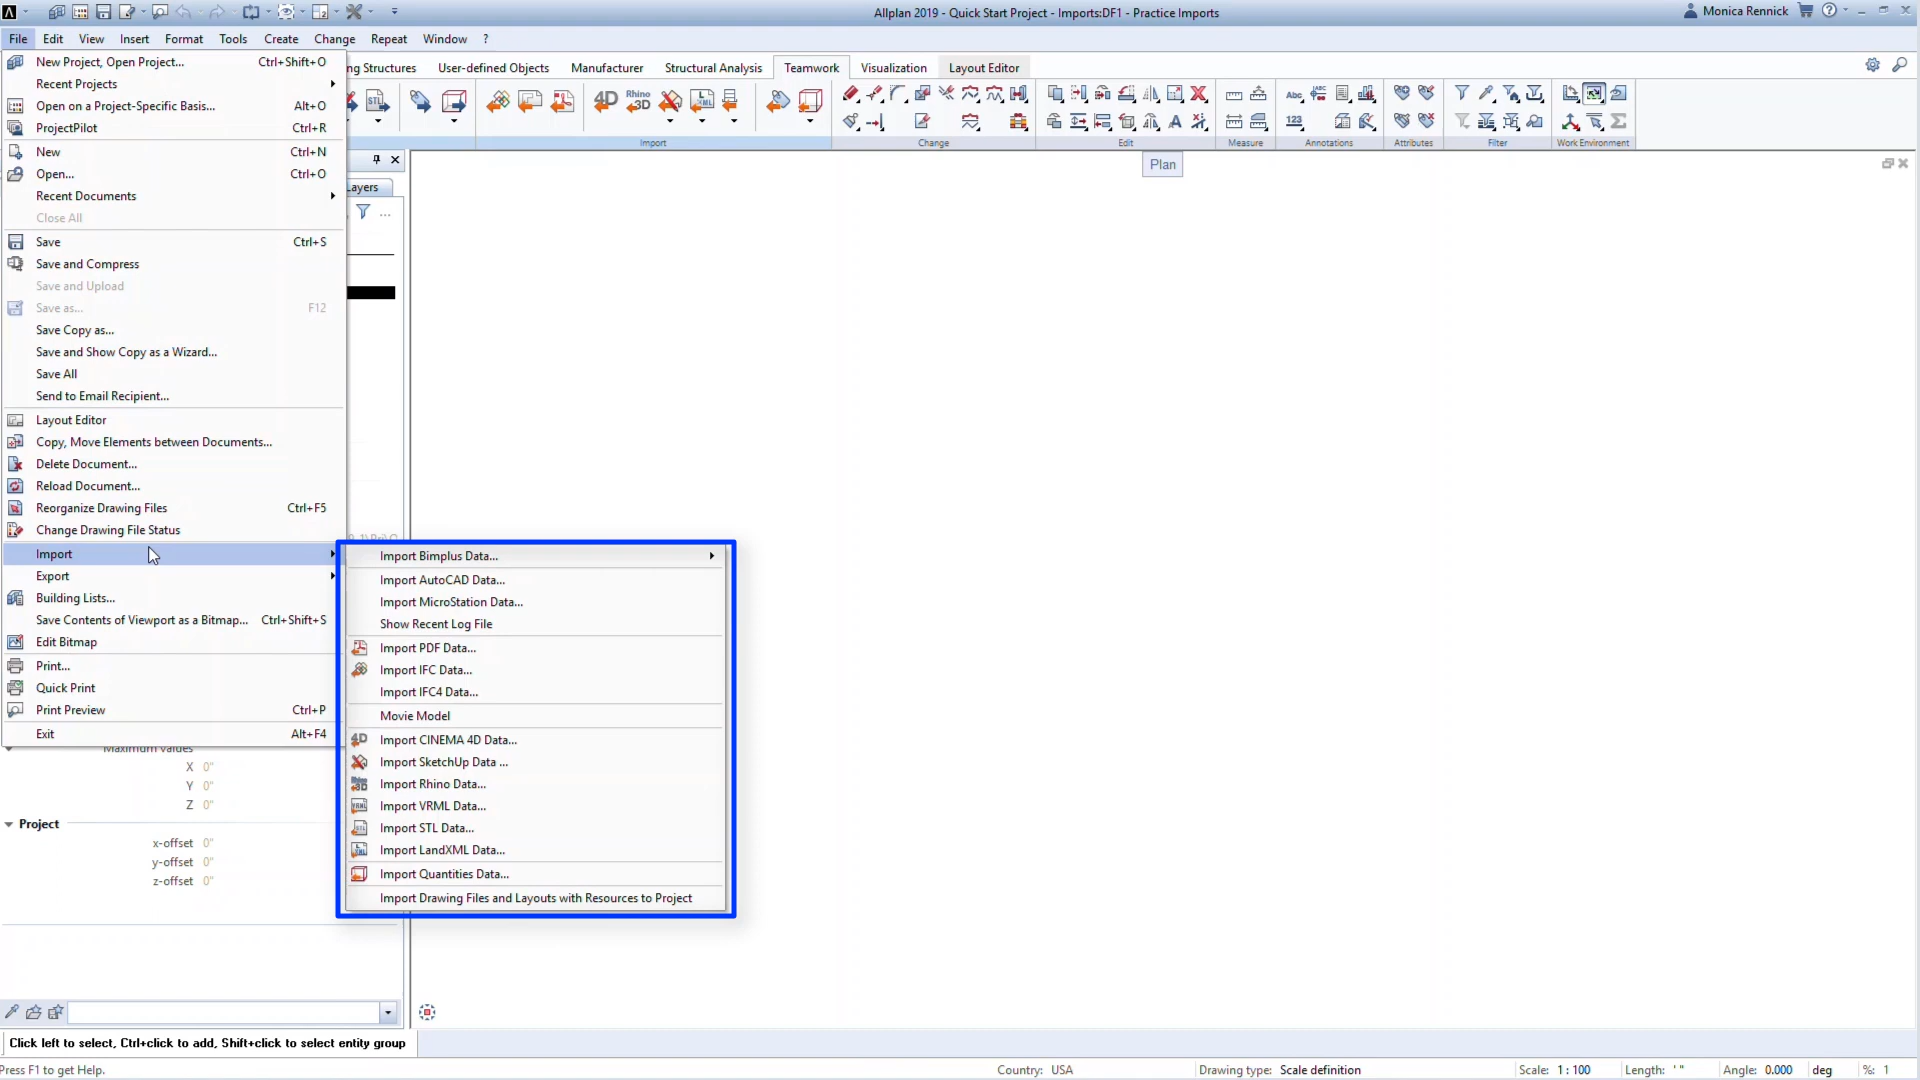 Allplan 2019 - Quick Start Project - Imports:DF1 - Practice Imports
Monica Rennick
File Edit View Insert Format Tools Create Change Repeat Window ?
ng Structures User-defined Objects Manufacturer Structural Analysis Teamwork Visualization Layout Editor
Import Change Edit Measure Annotations Attributes Filter Work Environment
New Project, Open Project... Ctrl+Shift+O
Recent Projects
Open on a Project-Specific Basis... Alt+O
ProjectPilot Ctrl+R
New Ctrl+N
Open... Ctrl+O
Recent Documents
Close All
Save Ctrl+S
Save and Compress
Save and Upload
Save as... F12
Save Copy as...
Save and Show Copy as a Wizard...
Save All
Send to Email Recipient...
Layout Editor
Copy, Move Elements between Documents...
Delete Document...
Reload Document...
Reorganize Drawing Files Ctrl+F5
Change Drawing File Status
Import
Export
Building Lists...
Save Contents of Viewport as a Bitmap... Ctrl+Shift+S
Edit Bitmap
Print...
Quick Print
Print Preview Ctrl+P
Exit Alt+F4
ayers
Plan
Import Bimplus Data...
Import AutoCAD Data...
Import MicroStation Data...
Show Recent Log File
Import PDF Data...
Import IFC Data...
Import IFC4 Data...
Movie Model
Import CINEMA 4D Data...
Import SketchUp Data ...
Import Rhino Data...
Import VRML Data...
Import STL Data...
Import LandXML Data...
Import Quantities Data...
Import Drawing Files and Layouts with Resources to Project
Maximum values
X 0"
Y 0"
Z 0"
Project
x-offset 0"
y-offset 0"
z-offset 0"
Click left to select, Ctrl+click to add, Shift+click to select entity group
Press F1 to get Help.
Country: USA
Drawing type: Scale definition
Scale: 1:100
Length: ' "
Angle: 0.000 deg
%: 1